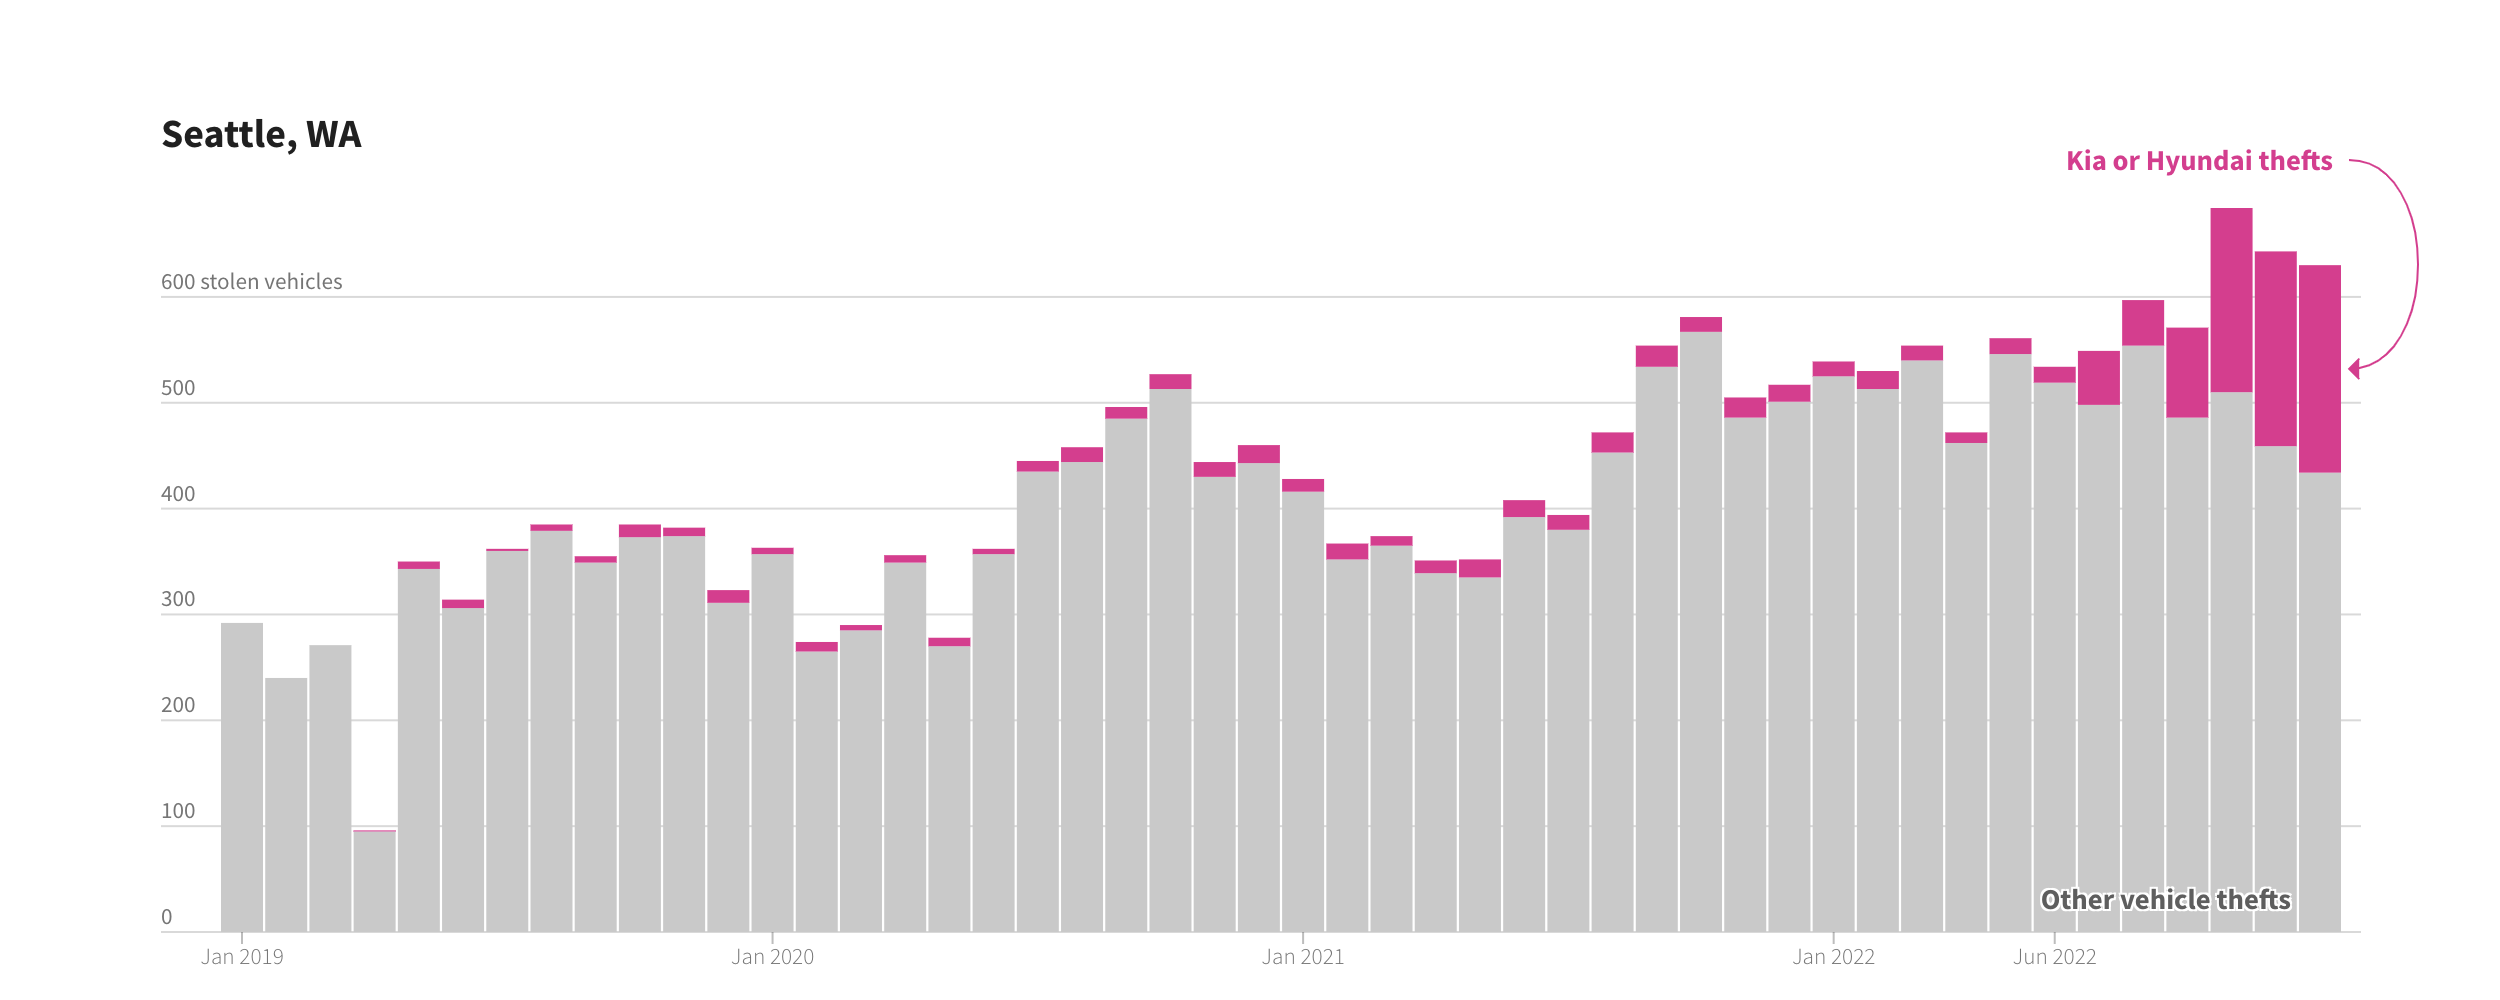 Seattle, WA
Kia or Hyundai thefts
600 stolen vehicles
500
400
300
200
100
0
Other vehicle thefts
Jan 2019
Jan 2020
Jan 2021
Jan 2022
Jun 2022